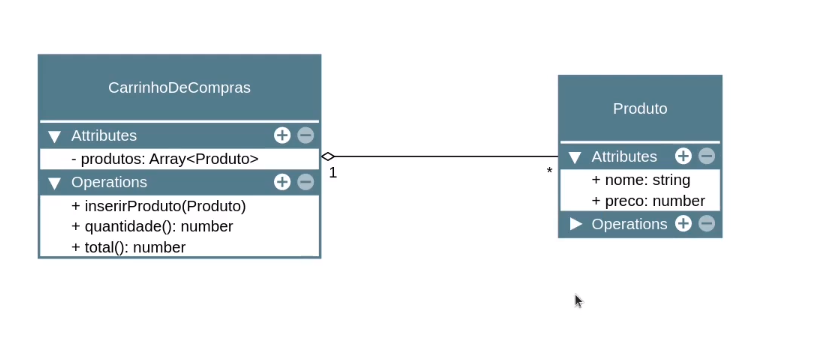 CarrinhoDeCompras
Attributes
- produtos: Array<Produto>
Operations
+ inserirProduto(Produto)
+ quantidade(): number
+ total(): number
1
*
Produto
Attributes
+ nome: string
+ preco: number
Operations